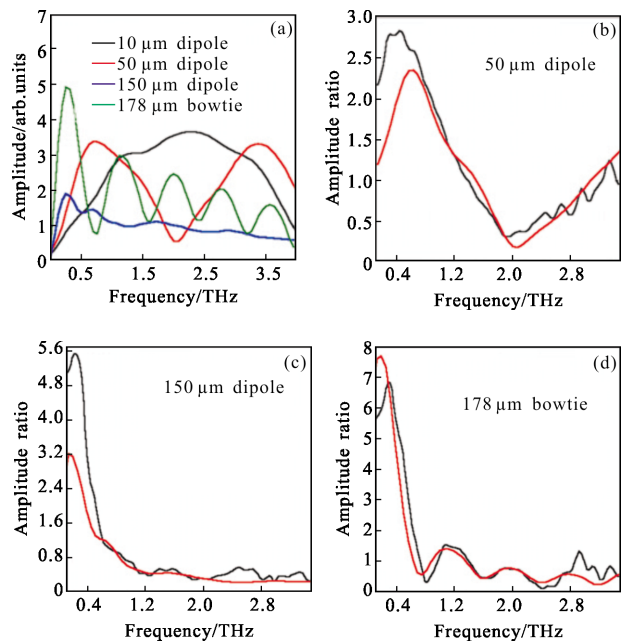 (a)
10 µm dipole
50 µm dipole
150 µm dipole
178 µm bowtie
Amplitude/arb.units
7
6
5
4
3
2
1
0
0.5 1.5 2.5 3.5
Frequency/THz
(b)
50 µm dipole
Amplitude ratio
3.0
2.5
2.0
1.5
1.0
0.5
0
0.4 1.2 2.0 2.8
Frequency/THz
(c)
150 µm dipole
Amplitude ratio
5.6
4.8
4.0
3.2
2.4
1.6
0.8
0
0.4 1.2 2.0 2.8
Frequency/THz
(d)
178 µm bowtie
Amplitude ratio
8
7
6
5
4
3
2
1
0
0.4 1.2 2.0 2.8
Frequency/THz